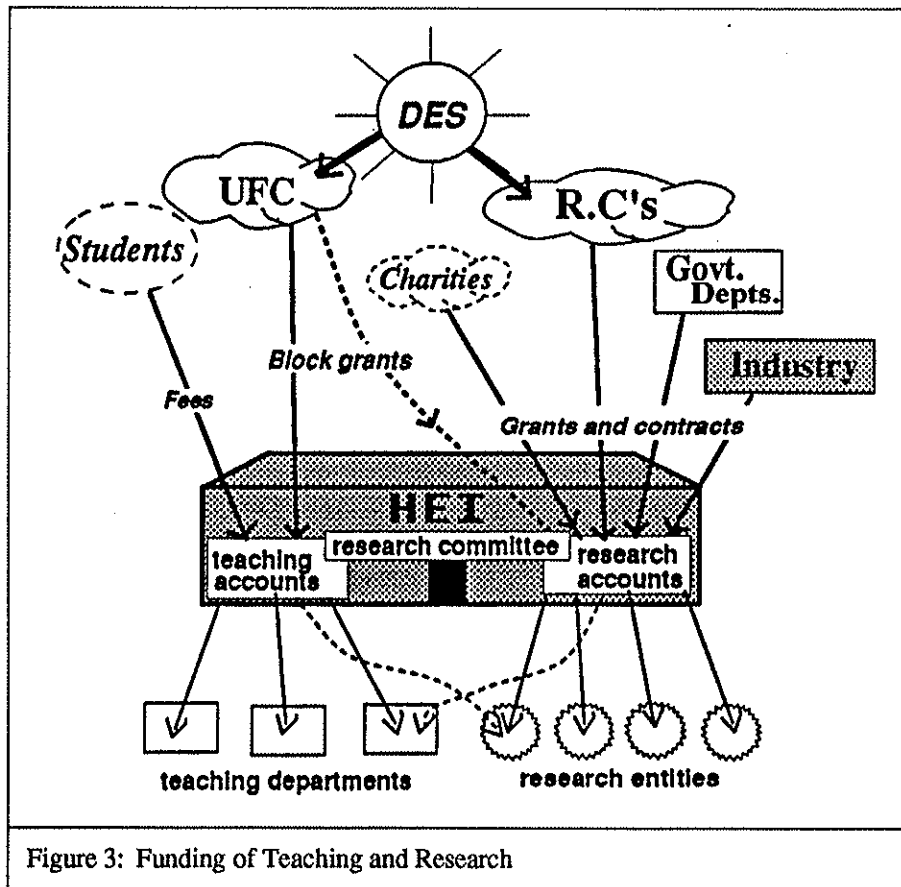 DES
UFC
R.C's
Students
Charities
Govt.
Depts.
Industry
Block grants
Fees
Grants and contracts
HEI
research committee
teaching
accounts
research
accounts
teaching departments
research entities
Figure 3: Funding of Teaching and Research